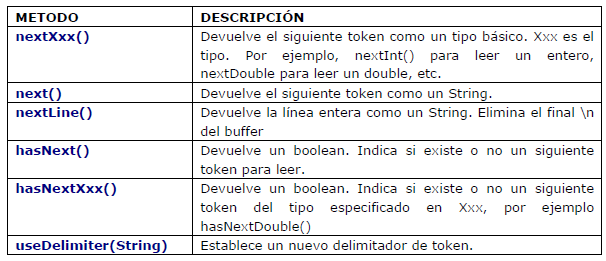 METODO DESCRIPCIÓN
nextXxx() Devuelve el siguiente token como un tipo básico. Xxx es el
tipo. Por ejemplo, nextInt() para leer un entero,
nextDouble para leer un double, etc.
next() Devuelve el siguiente token como un String.
nextLine() Devuelve la línea entera como un String. Elimina el final \n
del buffer
hasNext() Devuelve un boolean. Indica si existe o no un siguiente
token para leer.
hasNextXxx() Devuelve un boolean. Indica si existe o no un siguiente
token del tipo especificado en Xxx, por ejemplo
hasNextDouble()
useDelimiter(String) Establece un nuevo delimitador de token.